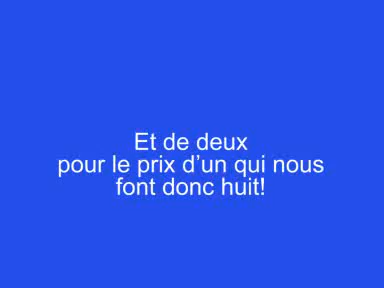 Et de deux
pour le prix d’un qui nous
font donc huit!